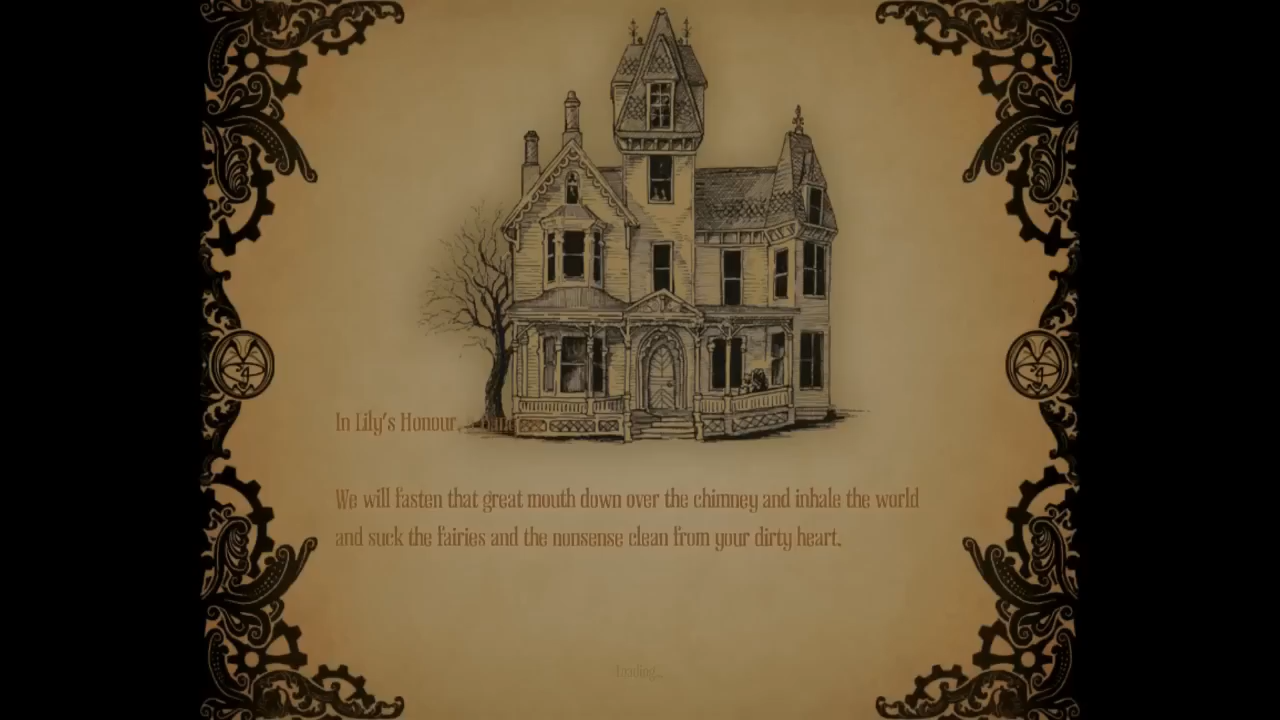 In Lily's Honour,
We will fasten that great mouth down over the chimney and inhale the world
and suck the fairies and the nonsense clean from your dirty heart.
Loading...